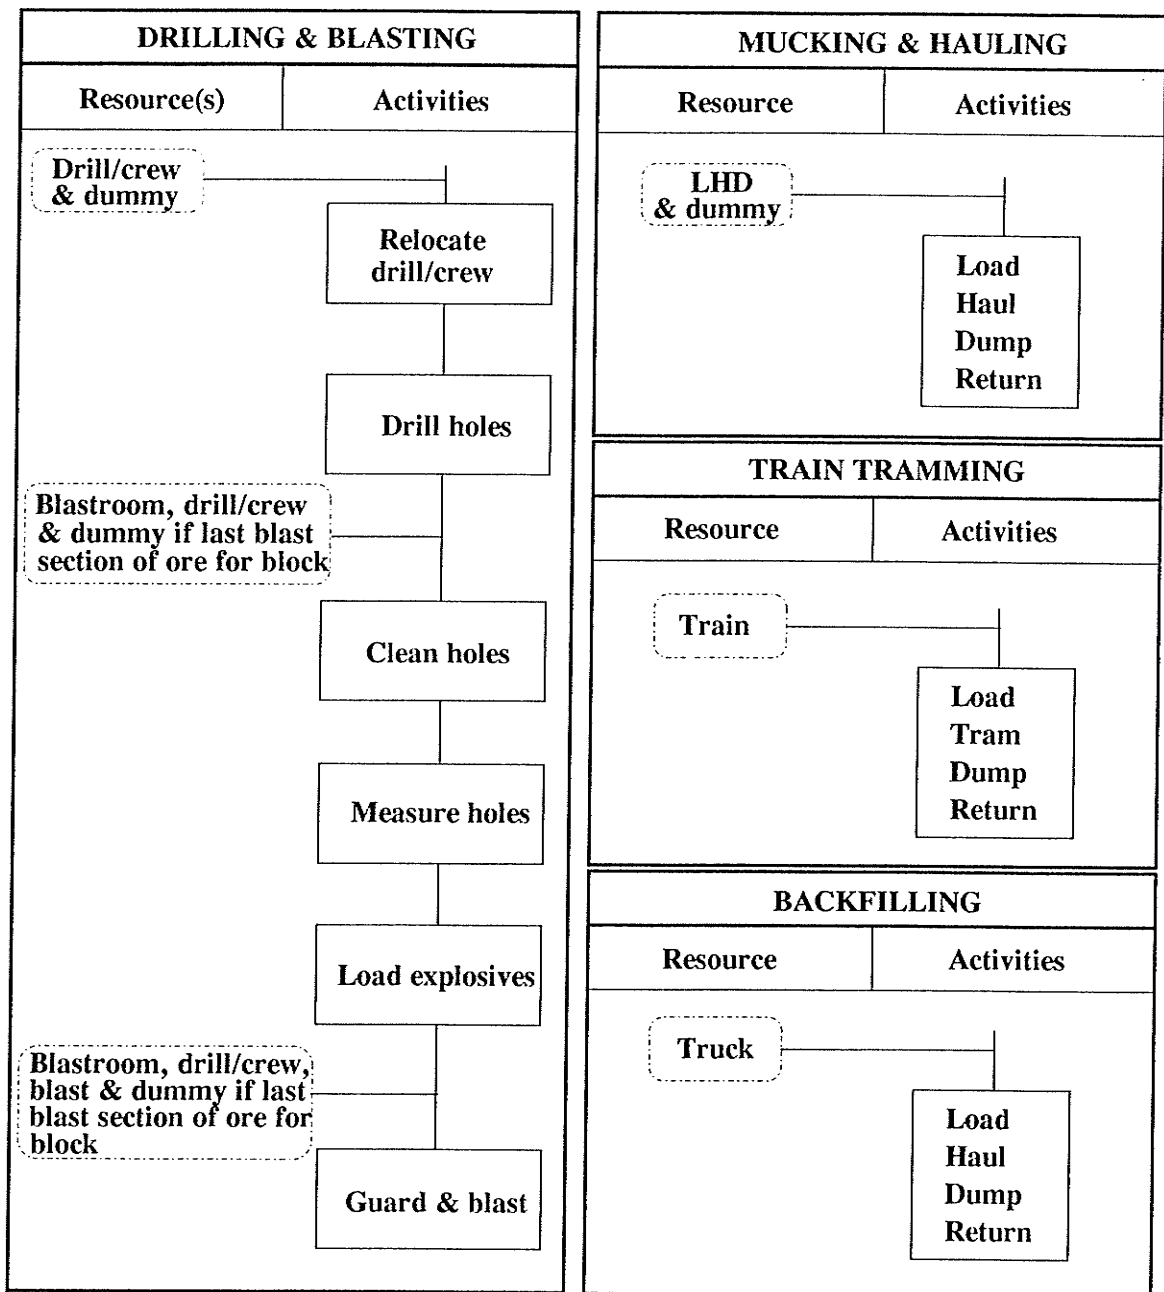 DRILLING & BLASTING
Resource(s)
Activities
Drill/crew
& dummy
Relocate
drill/crew
Drill holes
Blastroom, drill/crew
& dummy if last blast
section of ore for block
Clean holes
Measure holes
Load explosives
Blastroom, drill/crew,
blast & dummy if last
blast section of ore for
block
Guard & blast
MUCKING & HAULING
Resource
Activities
LHD
& dummy
Load
Haul
Dump
Return
TRAIN TRAMMING
Resource
Activities
Train
Load
Tram
Dump
Return
BACKFILLING
Resource
Activities
Truck
Load
Haul
Dump
Return